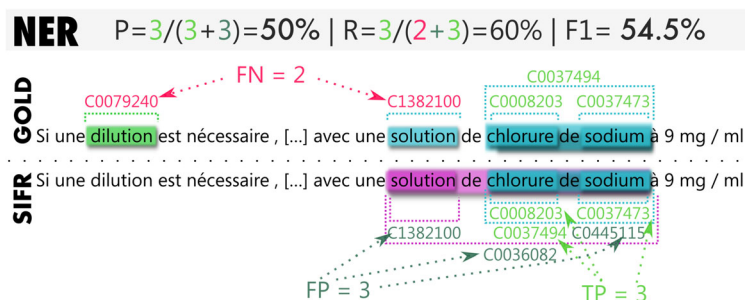 NER P=3/(3+3)=50% | R=3/(2+3)=60% | F1= 54.5%
FN = 2
C0037494
C0079240 C1382100 C0008203 C0037473
GOLD
Si une dilution est nécessaire , [...] avec une solution de chlorure de sodium à 9 mg / ml
SIFR
Si une dilution est nécessaire , [...] avec une solution de chlorure de sodium à 9 mg / ml
C0008203 C0037473
C1382100 C0037494 C0445115
C0036082
FP = 3 TP = 3